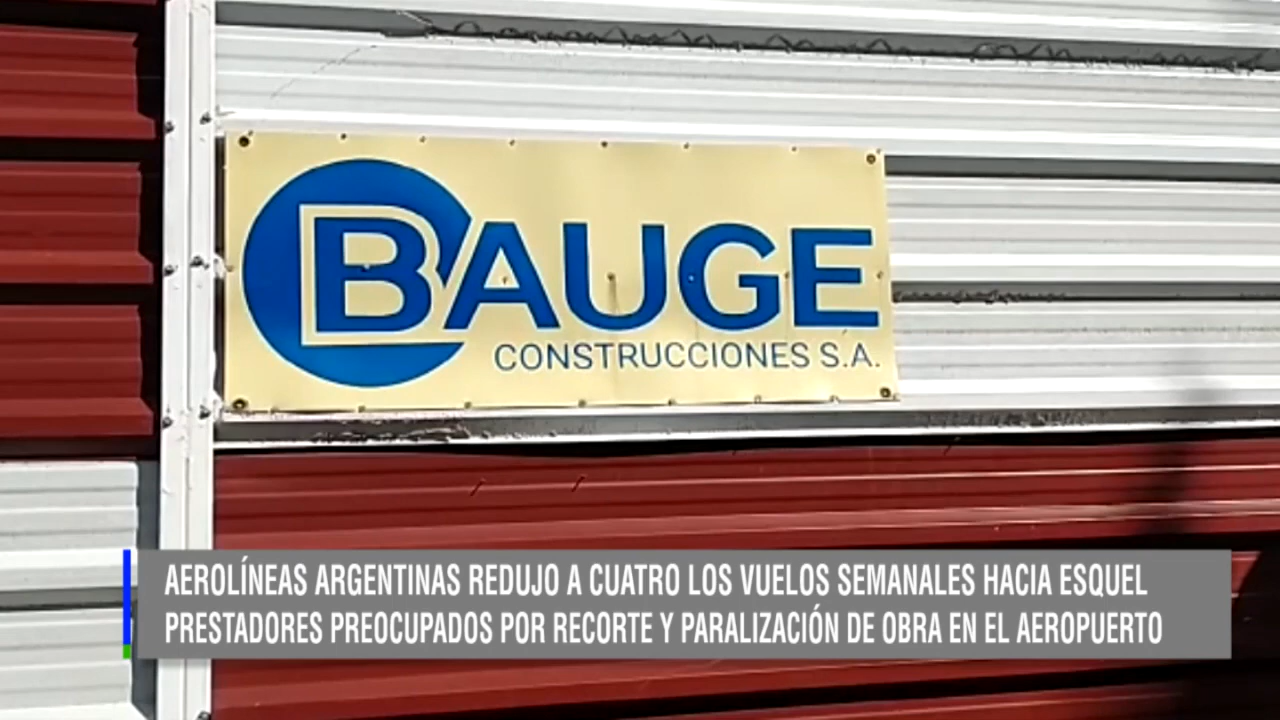 BAUGE
CONSTRUCCIONES S.A.
AEROLÍNEAS ARGENTINAS REDUJO A CUATRO LOS VUELOS SEMANALES HACIA ESQUEL
PRESTADORES PREOCUPADOS POR RECORTE Y PARALIZACIÓN DE OBRA EN EL AEROPUERTO